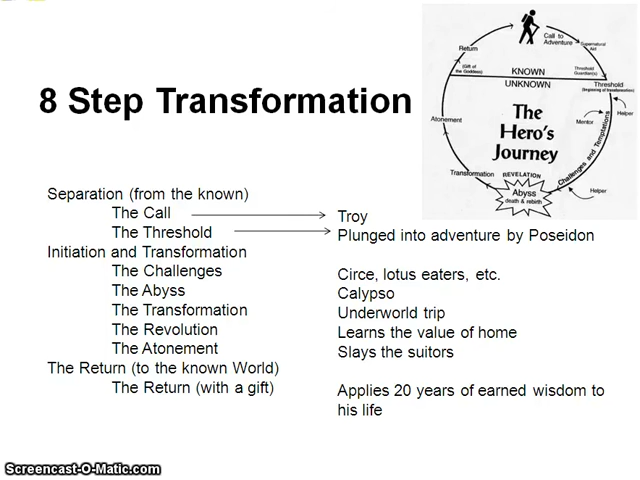 8 Step Transformation
Call to
Adventure
Supernatural
Aid
Return
(Gift of
the Goddess)
KNOWN
Threshold
Guardian(s)
UNKNOWN
Threshold
(beginning of transformation)
Helper
Mentor
Atonement
The
Hero's
Journey
Challenges and Temptations
Transformation
REVELATION
Abyss
death & rebirth
Helper
Separation (from the known)
The Call
Troy
The Threshold
Plunged into adventure by Poseidon
Initiation and Transformation
The Challenges
Circe, lotus eaters, etc.
The Abyss
Calypso
The Transformation
Underworld trip
The Revolution
Learns the value of home
The Atonement
Slays the suitors
The Return (to the known World)
The Return (with a gift)
Applies 20 years of earned wisdom to
his life
Screencast-O-Matic.com